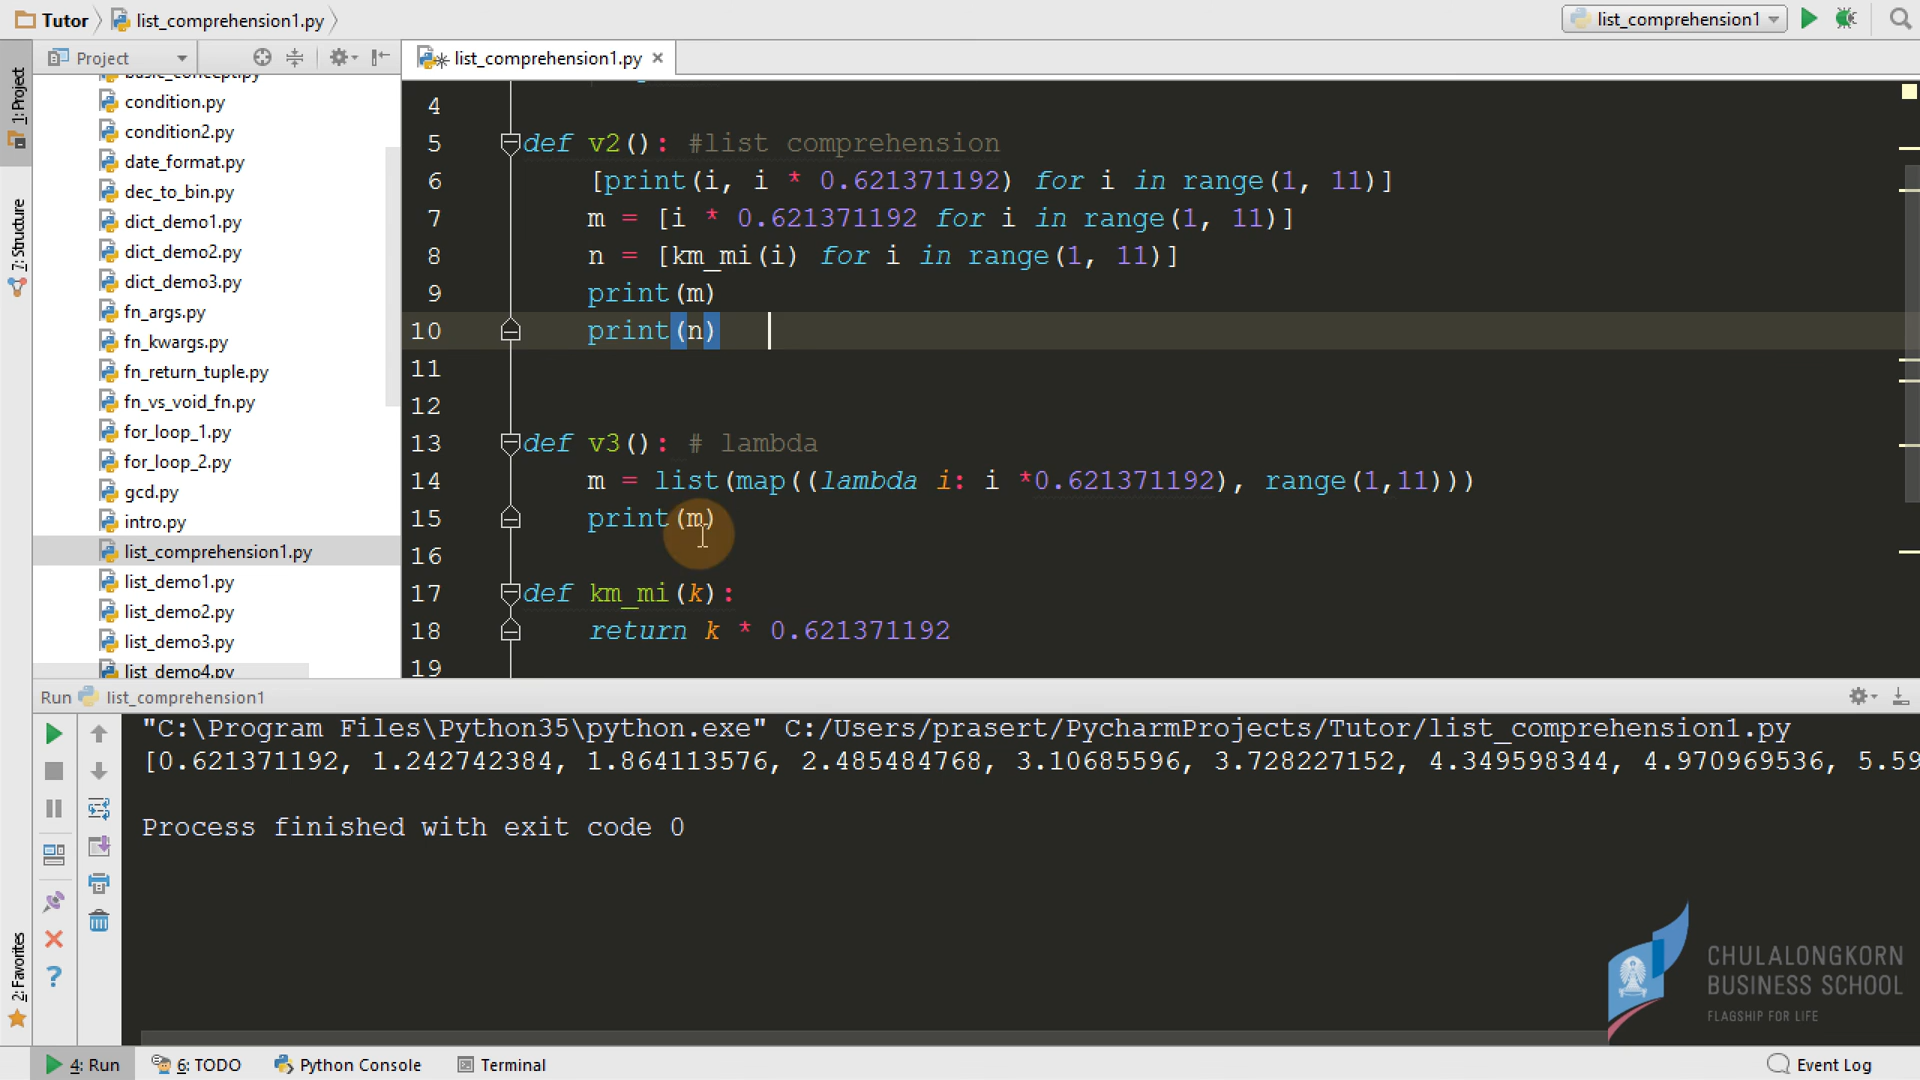 Tutor
list_comprehension1.py
list_comprehension1
Project
list_comprehension1.py
1: Project
7: Structure
2: Favorites
basic_concept.py
condition.py
condition2.py
date_format.py
dec_to_bin.py
dict_demo1.py
dict_demo2.py
dict_demo3.py
fn_args.py
fn_kwargs.py
fn_return_tuple.py
fn_vs_void_fn.py
for_loop_1.py
for_loop_2.py
gcd.py
intro.py
list_comprehension1.py
list_demo1.py
list_demo2.py
list_demo3.py
list_demo4.py
4
5 def v2(): #list comprehension
6 [print(i, i * 0.621371192) for i in range(1, 11)]
7 m = [i * 0.621371192 for i in range(1, 11)]
8 n = [km_mi(i) for i in range(1, 11)]
9 print(m)
10 print(n)
11
12
13 def v3(): # lambda
14 m = list(map((lambda i: i *0.621371192), range(1,11)))
15 print(m)
16
17 def km_mi(k):
18 return k * 0.621371192
19
Run list_comprehension1
"C:\Program Files\Python35\python.exe" C:/Users/prasert/PycharmProjects/Tutor/list_comprehension1.py
[0.621371192, 1.242742384, 1.864113576, 2.485484768, 3.10685596, 3.728227152, 4.349598344, 4.970969536, 5.59
Process finished with exit code 0
CHULALONGKORN
BUSINESS SCHOOL
FLAGSHIP FOR LIFE
4: Run
6: TODO
Python Console
Terminal
Event Log